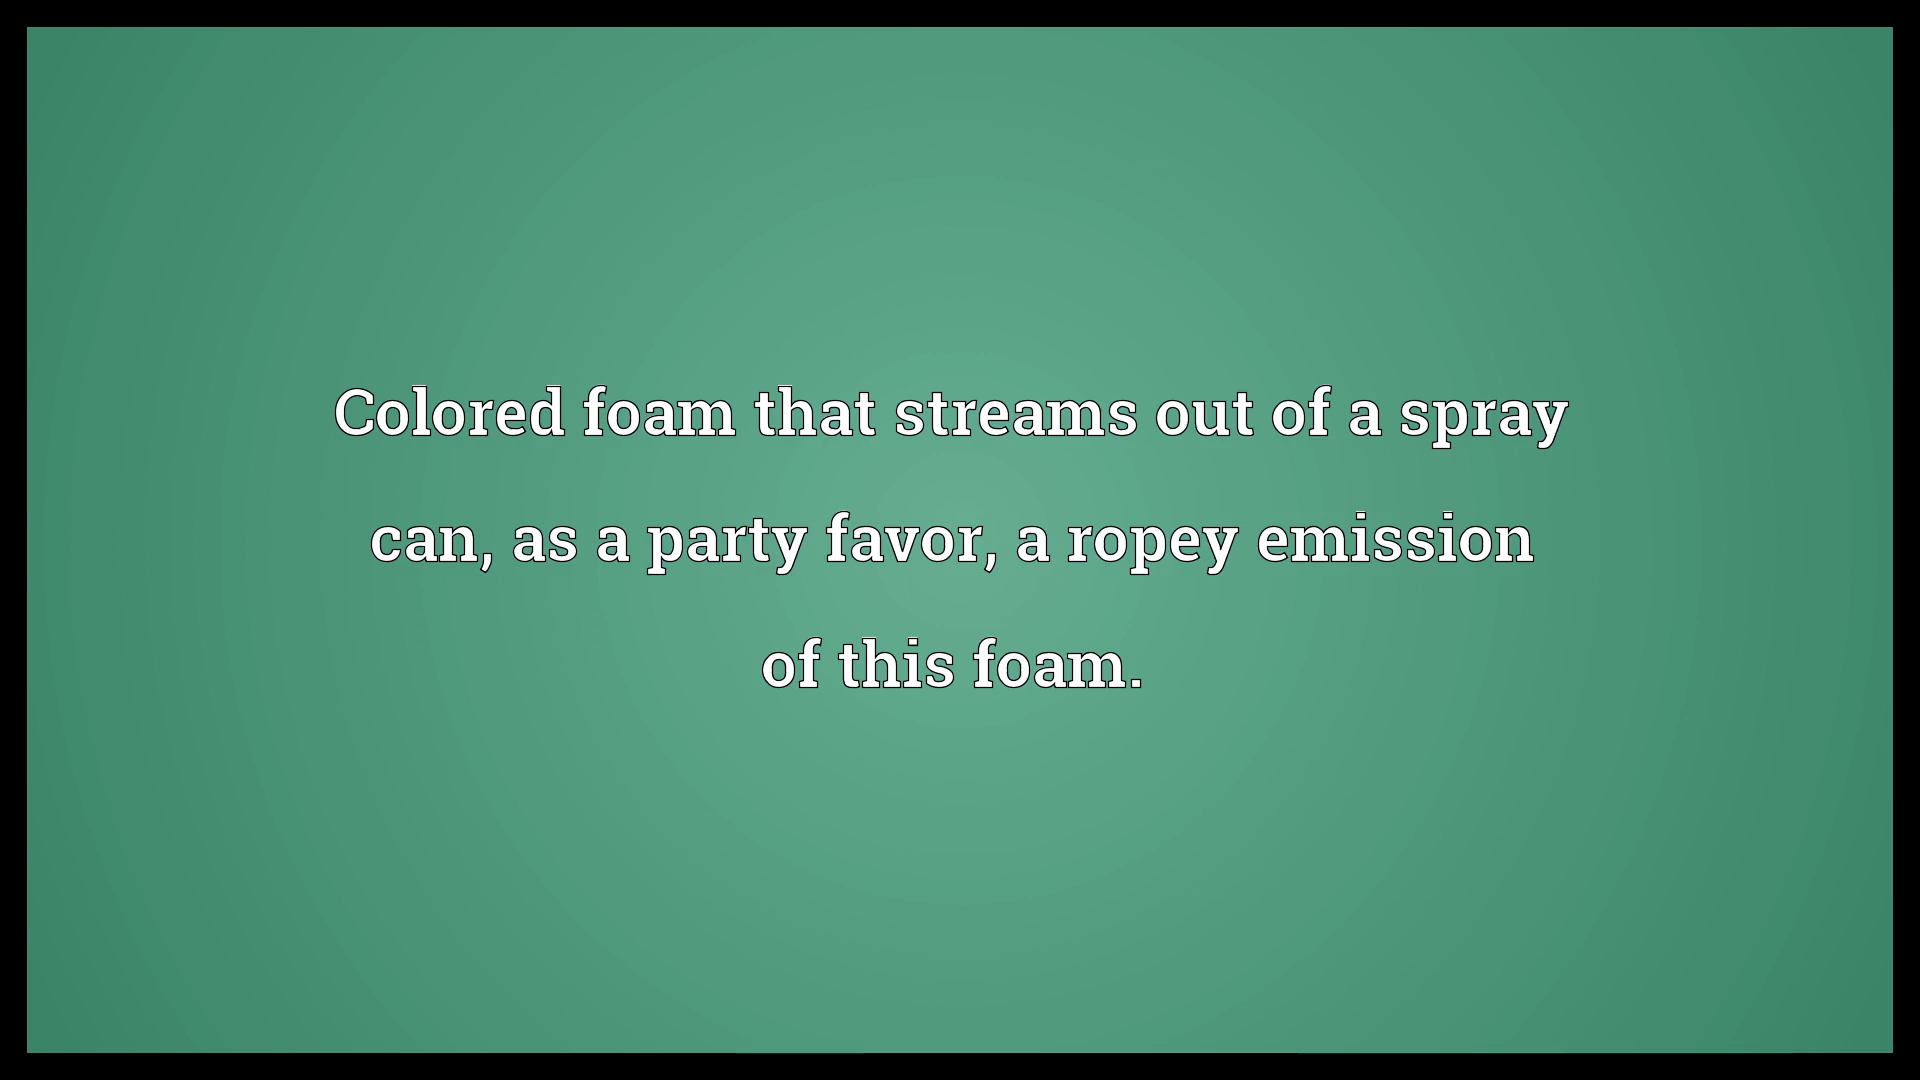 Colored foam that streams out of a spray
can, as a party favor, a ropey emission
of this foam.